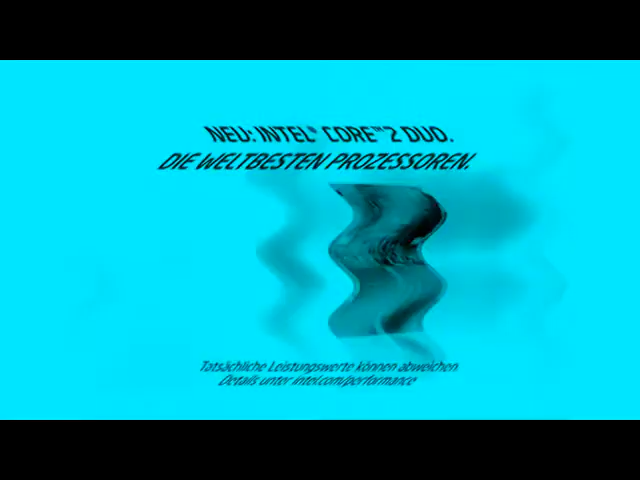 NEU: INTEL® CORE™2 DUO.
DIE WELTBESTEN PROZESSOREN.
Tatsächliche Leistungswerte können abweichen
Details unter intel.com/performance